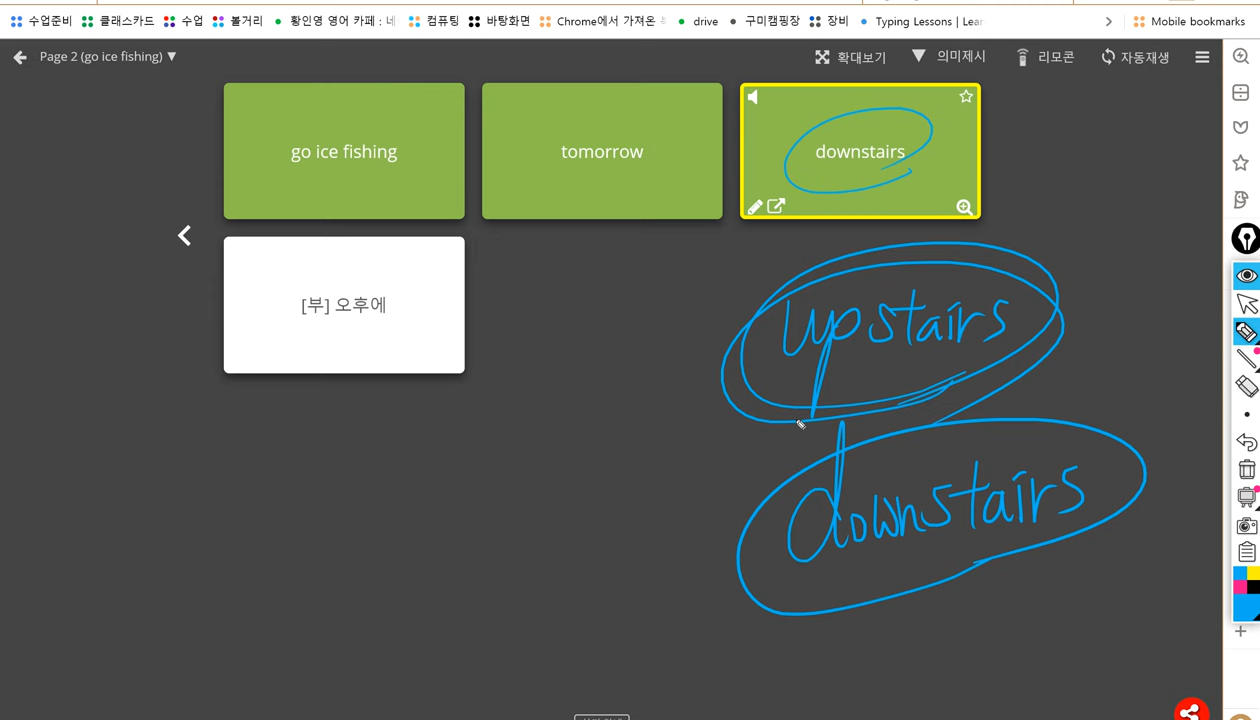 수업준비 클래스카드 수업 볼거리 황인영 영어 카페 : 네 컴퓨팅 바탕화면 Chrome에서 가져온 drive 구미캠핑장 장비 Typing Lessons | Lear Mobile bookmarks
Page 2 (go ice fishing) ▼ 확대보기 의미제시 리모콘 자동재생
go ice fishing tomorrow downstairs
[부] 오후에
upstairs
downstairs